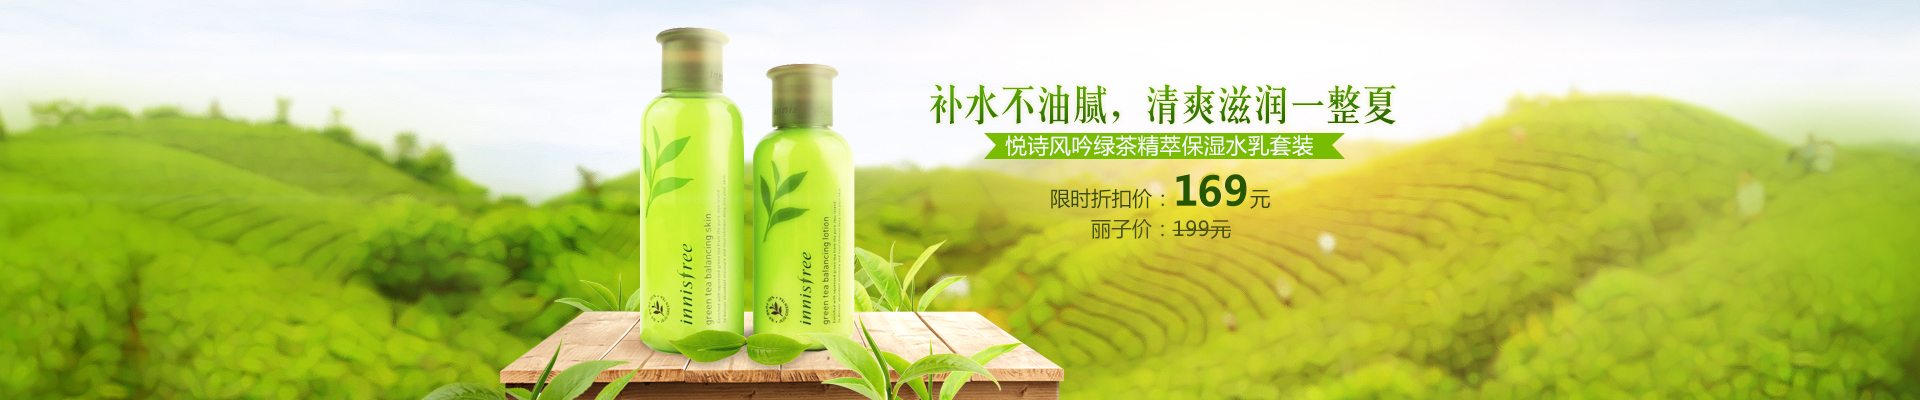 补水不油腻，清爽滋润一整夏
悦诗风吟绿茶精萃保湿水乳套装
限时折扣价：169元
丽子价：199元
innisfree
green tea balancing skin
innisfree
green tea balancing lotion